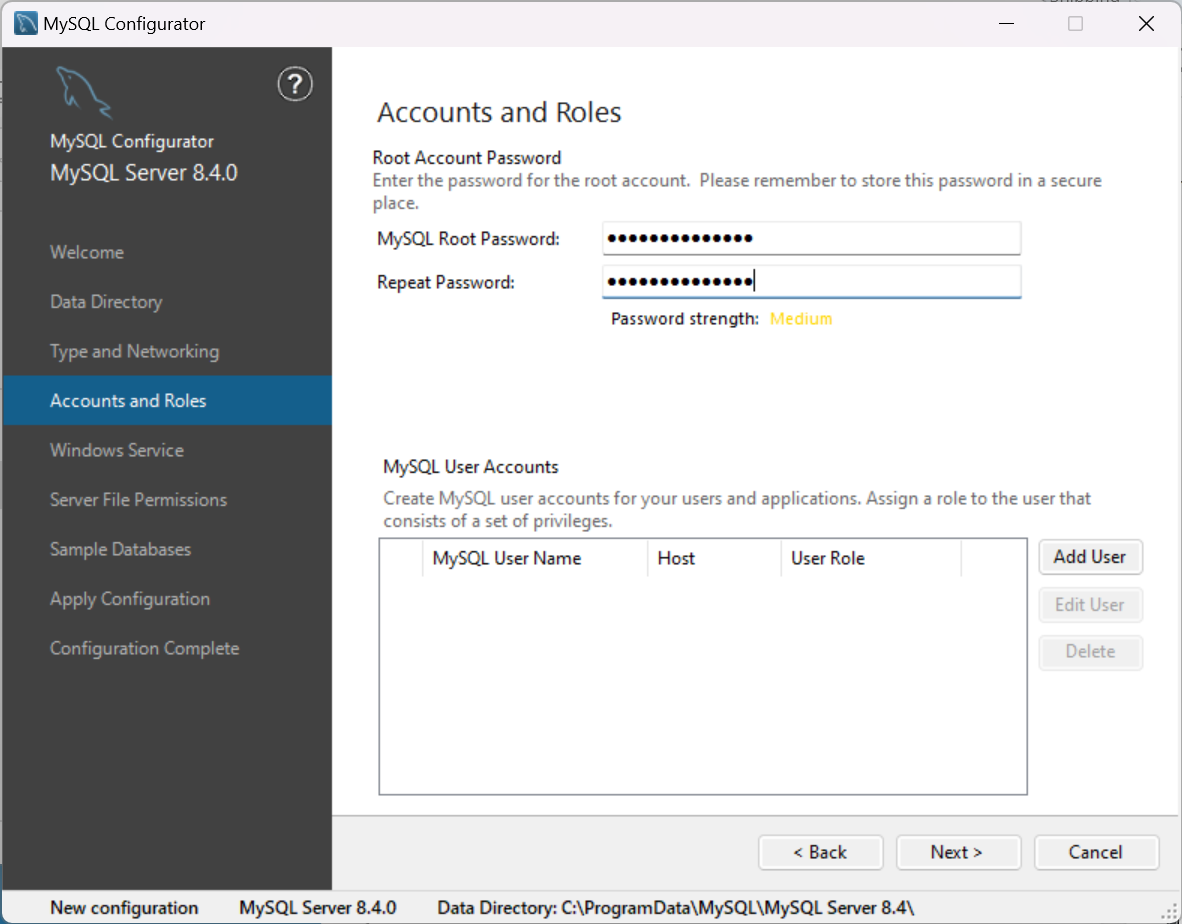 MySQL Configurator
?
MySQL Configurator
MySQL Server 8.4.0
Welcome
Data Directory
Type and Networking
Accounts and Roles
Windows Service
Server File Permissions
Sample Databases
Apply Configuration
Configuration Complete
Accounts and Roles
Root Account Password
Enter the password for the root account.  Please remember to store this password in a secure
place.
MySQL Root Password: ●●●●●●●●●●●●●●
Repeat Password: ●●●●●●●●●●●●●●
Password strength: Medium
MySQL User Accounts
Create MySQL user accounts for your users and applications. Assign a role to the user that
consists of a set of privileges.
MySQL User Name Host User Role
Add User
Edit User
Delete
< Back Next > Cancel
New configuration MySQL Server 8.4.0 Data Directory: C:\ProgramData\MySQL\MySQL Server 8.4\